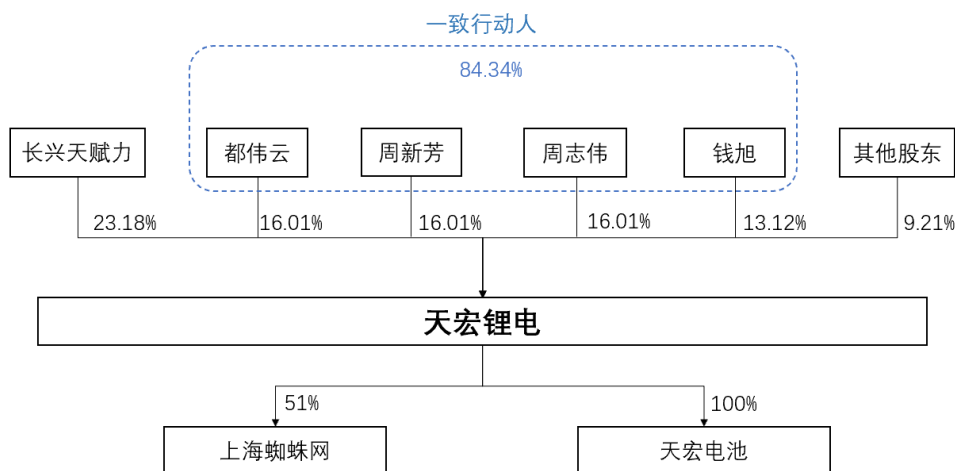 一致行动人
84.34%
长兴天赋力
都伟云
周新芳
周志伟
钱旭
其他股东
23.18%
16.01%
16.01%
16.01%
13.12%
9.21%
天宏锂电
51%
100%
上海蜘蛛网
天宏电池